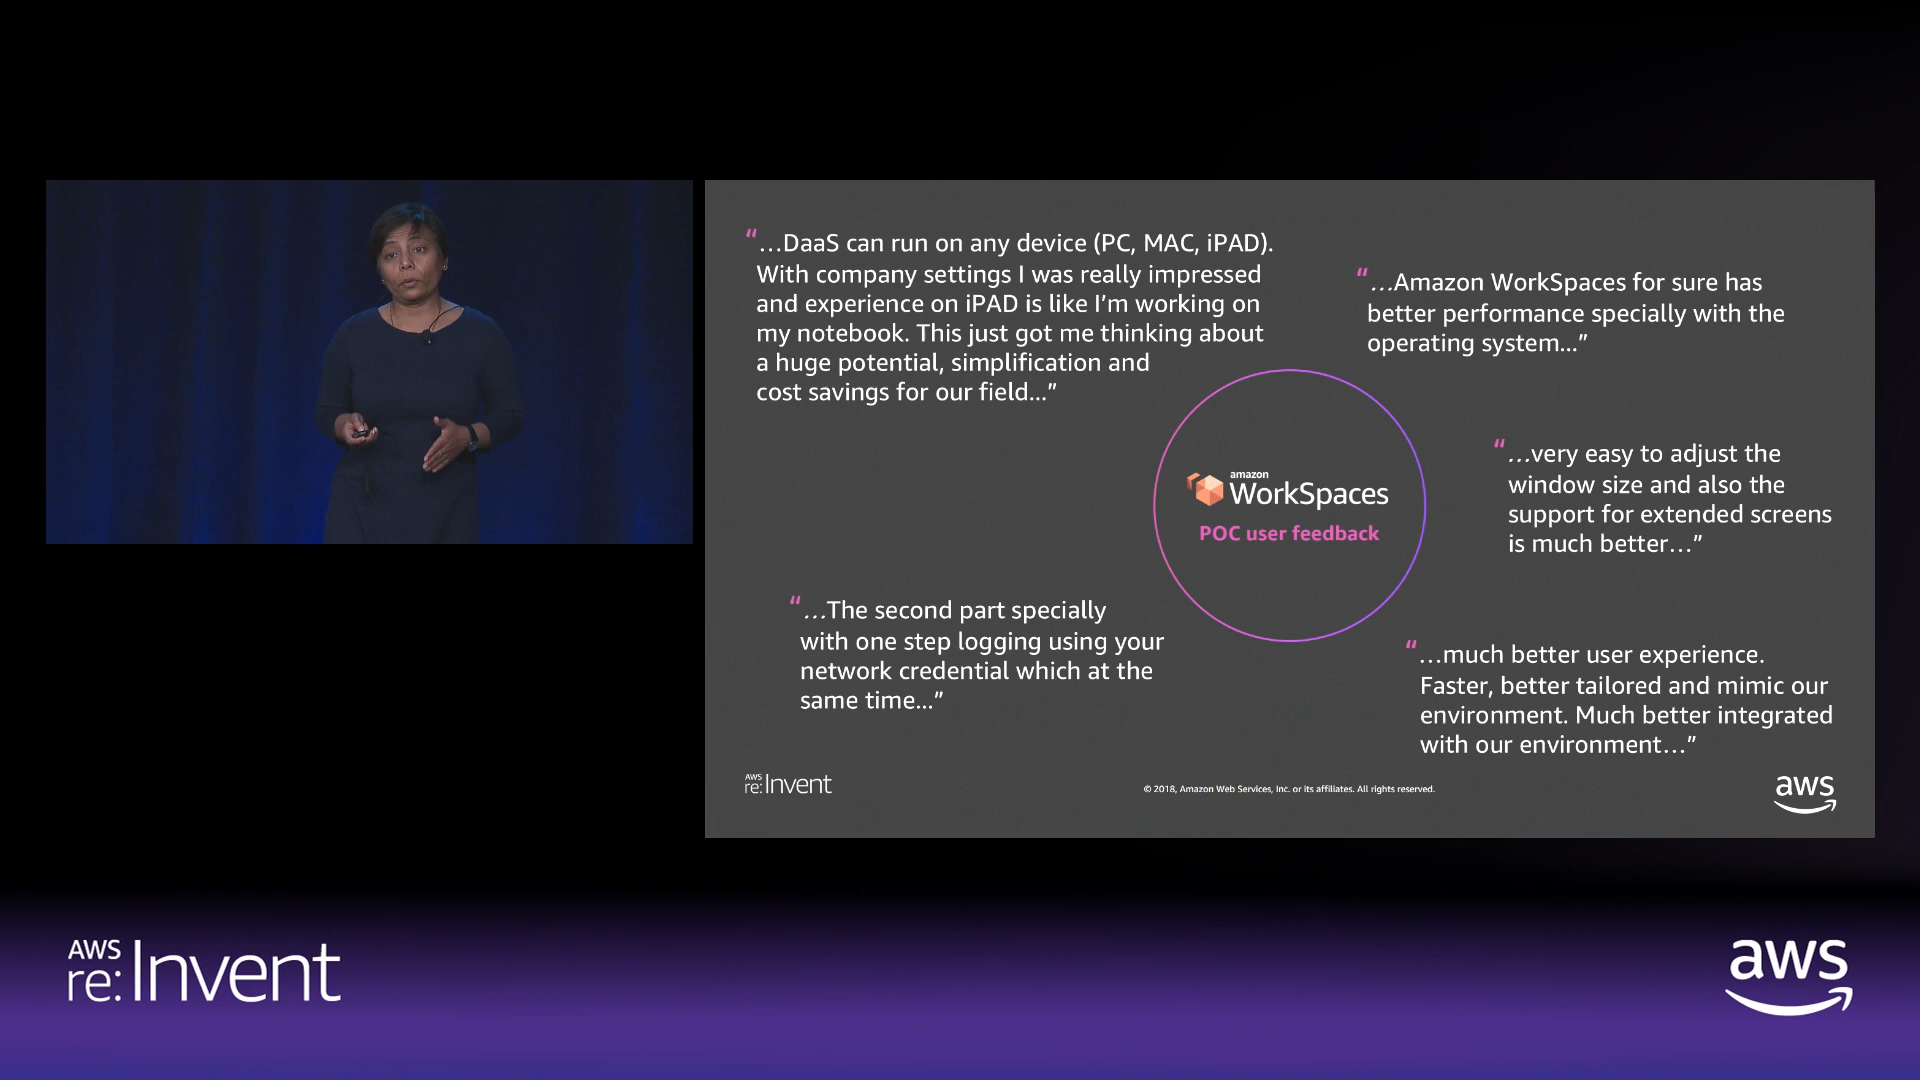 “…DaaS can run on any device (PC, MAC, iPAD).
With company settings I was really impressed
and experience on iPAD is like I’m working on
my notebook. This just got me thinking about
a huge potential, simplification and
cost savings for our field...”
“…Amazon WorkSpaces for sure has
better performance specially with the
operating system...”
amazon
WorkSpaces
POC user feedback
“…very easy to adjust the
window size and also the
support for extended screens
is much better…”
“…The second part specially
with one step logging using your
network credential which at the
same time...”
“…much better user experience.
Faster, better tailored and mimic our
environment. Much better integrated
with our environment…”
AWS
re:Invent
© 2018, Amazon Web Services, Inc. or its affiliates. All rights reserved.
aws
AWS
re:Invent
aws